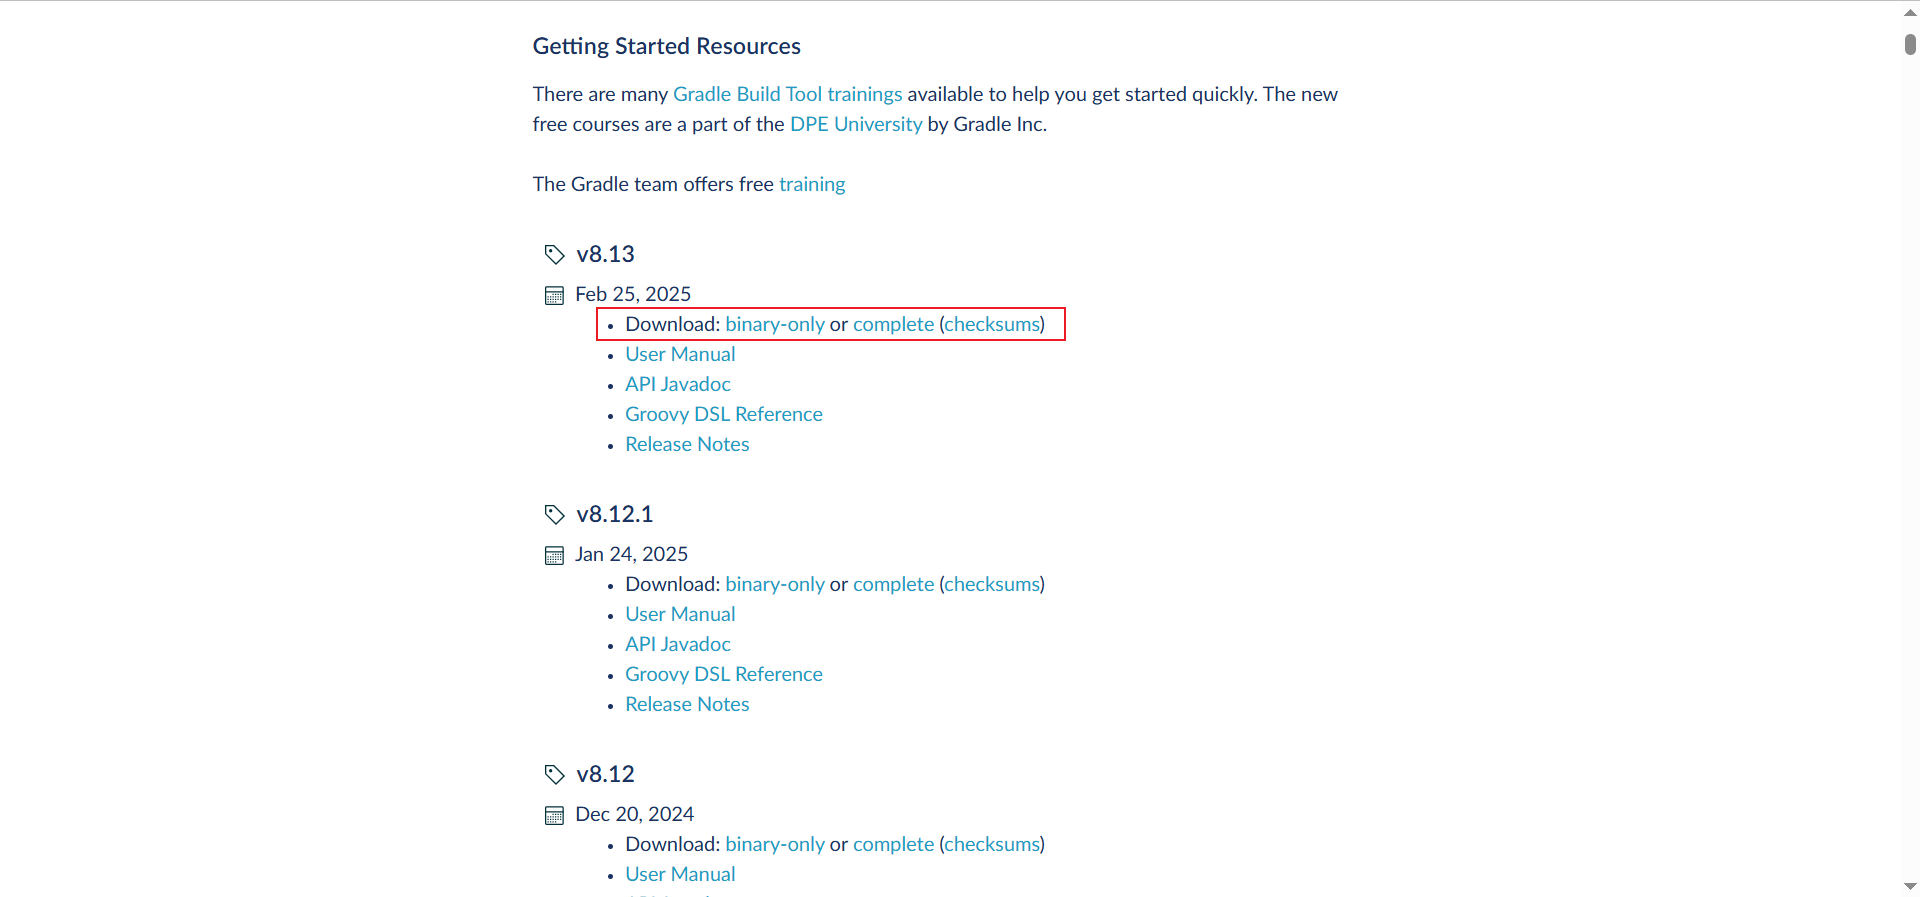 Getting Started Resources
There are many Gradle Build Tool trainings available to help you get started quickly. The new
free courses are a part of the DPE University by Gradle Inc.
The Gradle team offers free training
v8.13
Feb 25, 2025
• Download: binary-only or complete (checksums)
• User Manual
• API Javadoc
• Groovy DSL Reference
• Release Notes
v8.12.1
Jan 24, 2025
• Download: binary-only or complete (checksums)
• User Manual
• API Javadoc
• Groovy DSL Reference
• Release Notes
v8.12
Dec 20, 2024
• Download: binary-only or complete (checksums)
• User Manual